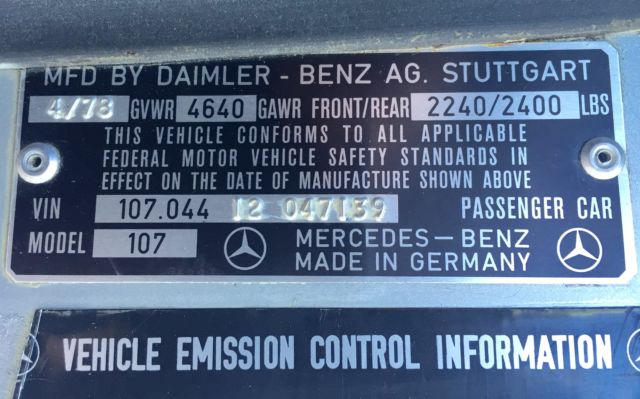 MFD BY DAIMLER - BENZ AG. STUTTGART
4/78 GVWR 4640 GAWR FRONT/REAR 2240/2400 LBS
THIS VEHICLE CONFORMS TO ALL APPLICABLE
FEDERAL MOTOR VEHICLE SAFETY STANDARDS IN
EFFECT ON THE DATE OF MANUFACTURE SHOWN ABOVE
VIN 107.044 12 047139 PASSENGER CAR
MODEL 107 MERCEDES-BENZ
MADE IN GERMANY
VEHICLE EMISSION CONTROL INFORMATION